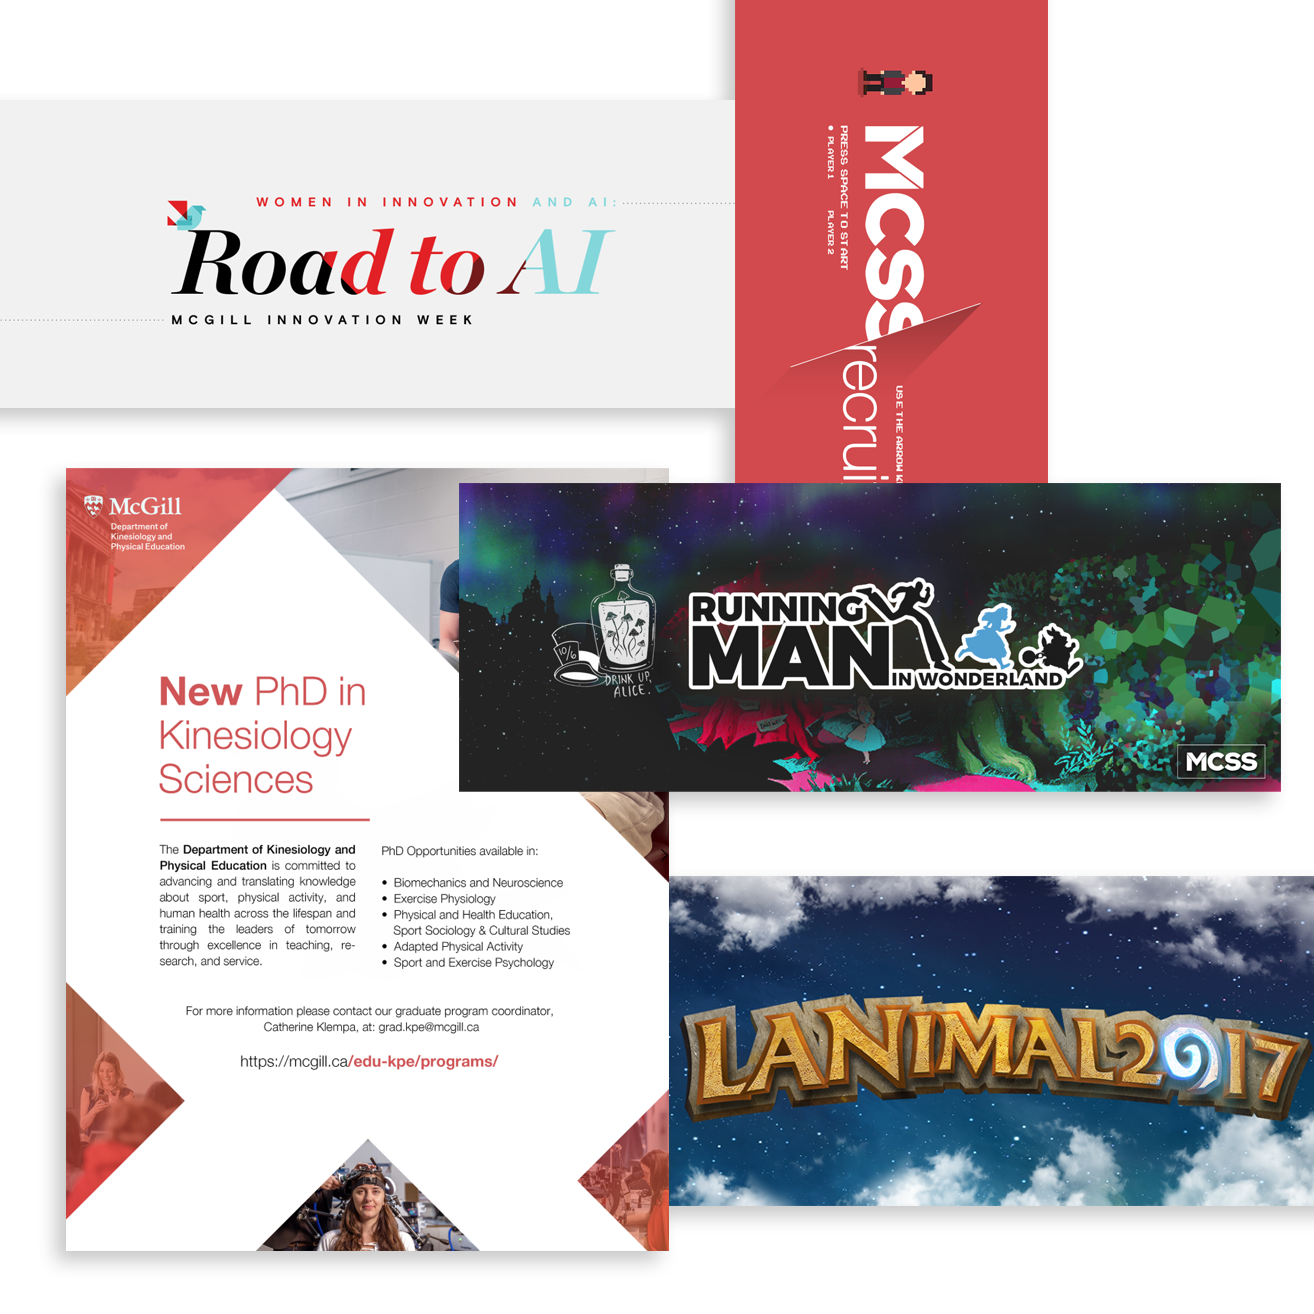 WOMEN IN INNOVATION AND AI:
Road to AI
MCGILL INNOVATION WEEK
MCSS
PRESS SPACE TO START
PLAYER 1 PLAYER 2
USE THE ARROW
McGill
Department of
Kinesiology and
Physical Education
New PhD in
Kinesiology
Sciences
The Department of Kinesiology and
Physical Education is committed to
advancing and translating knowledge
about sport, physical activity, and
human health across the lifespan and
training the leaders of tomorrow
through excellence in teaching, re-
search, and service.
PhD Opportunities available in:
• Biomechanics and Neuroscience
• Exercise Physiology
• Physical and Health Education,
Sport Sociology & Cultural Studies
• Adapted Physical Activity
• Sport and Exercise Psychology
For more information please contact our graduate program coordinator,
Catherine Klempa, at: grad.kpe@mcgill.ca
https://mcgill.ca/edu-kpe/programs/
10/6
DRINK UP,
ALICE.
RUNNING
MAN
IN WONDERLAND
MCSS
LANIMAL2017